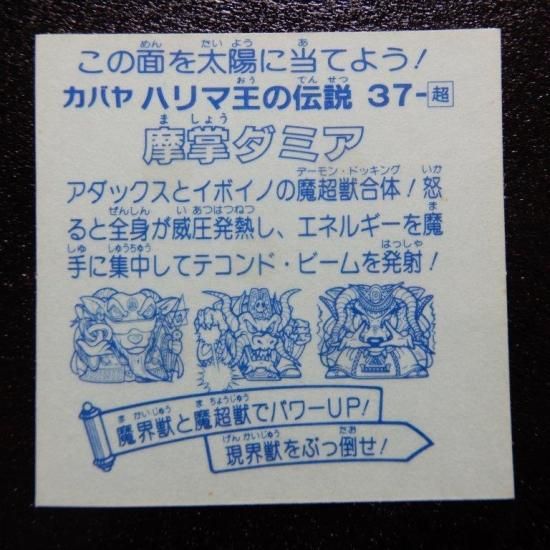 この面を太陽に当てよう！
カバヤ ハリマ王の伝説 37-超
摩掌ダミア
アダックスとイボイノの魔超獣合体！怒
ると全身が威圧発熱し、エネルギーを魔
手に集中してテコンド・ビームを発射！
魔界獣と魔超獣でパワーUP！
現界獣をぶっ倒せ！